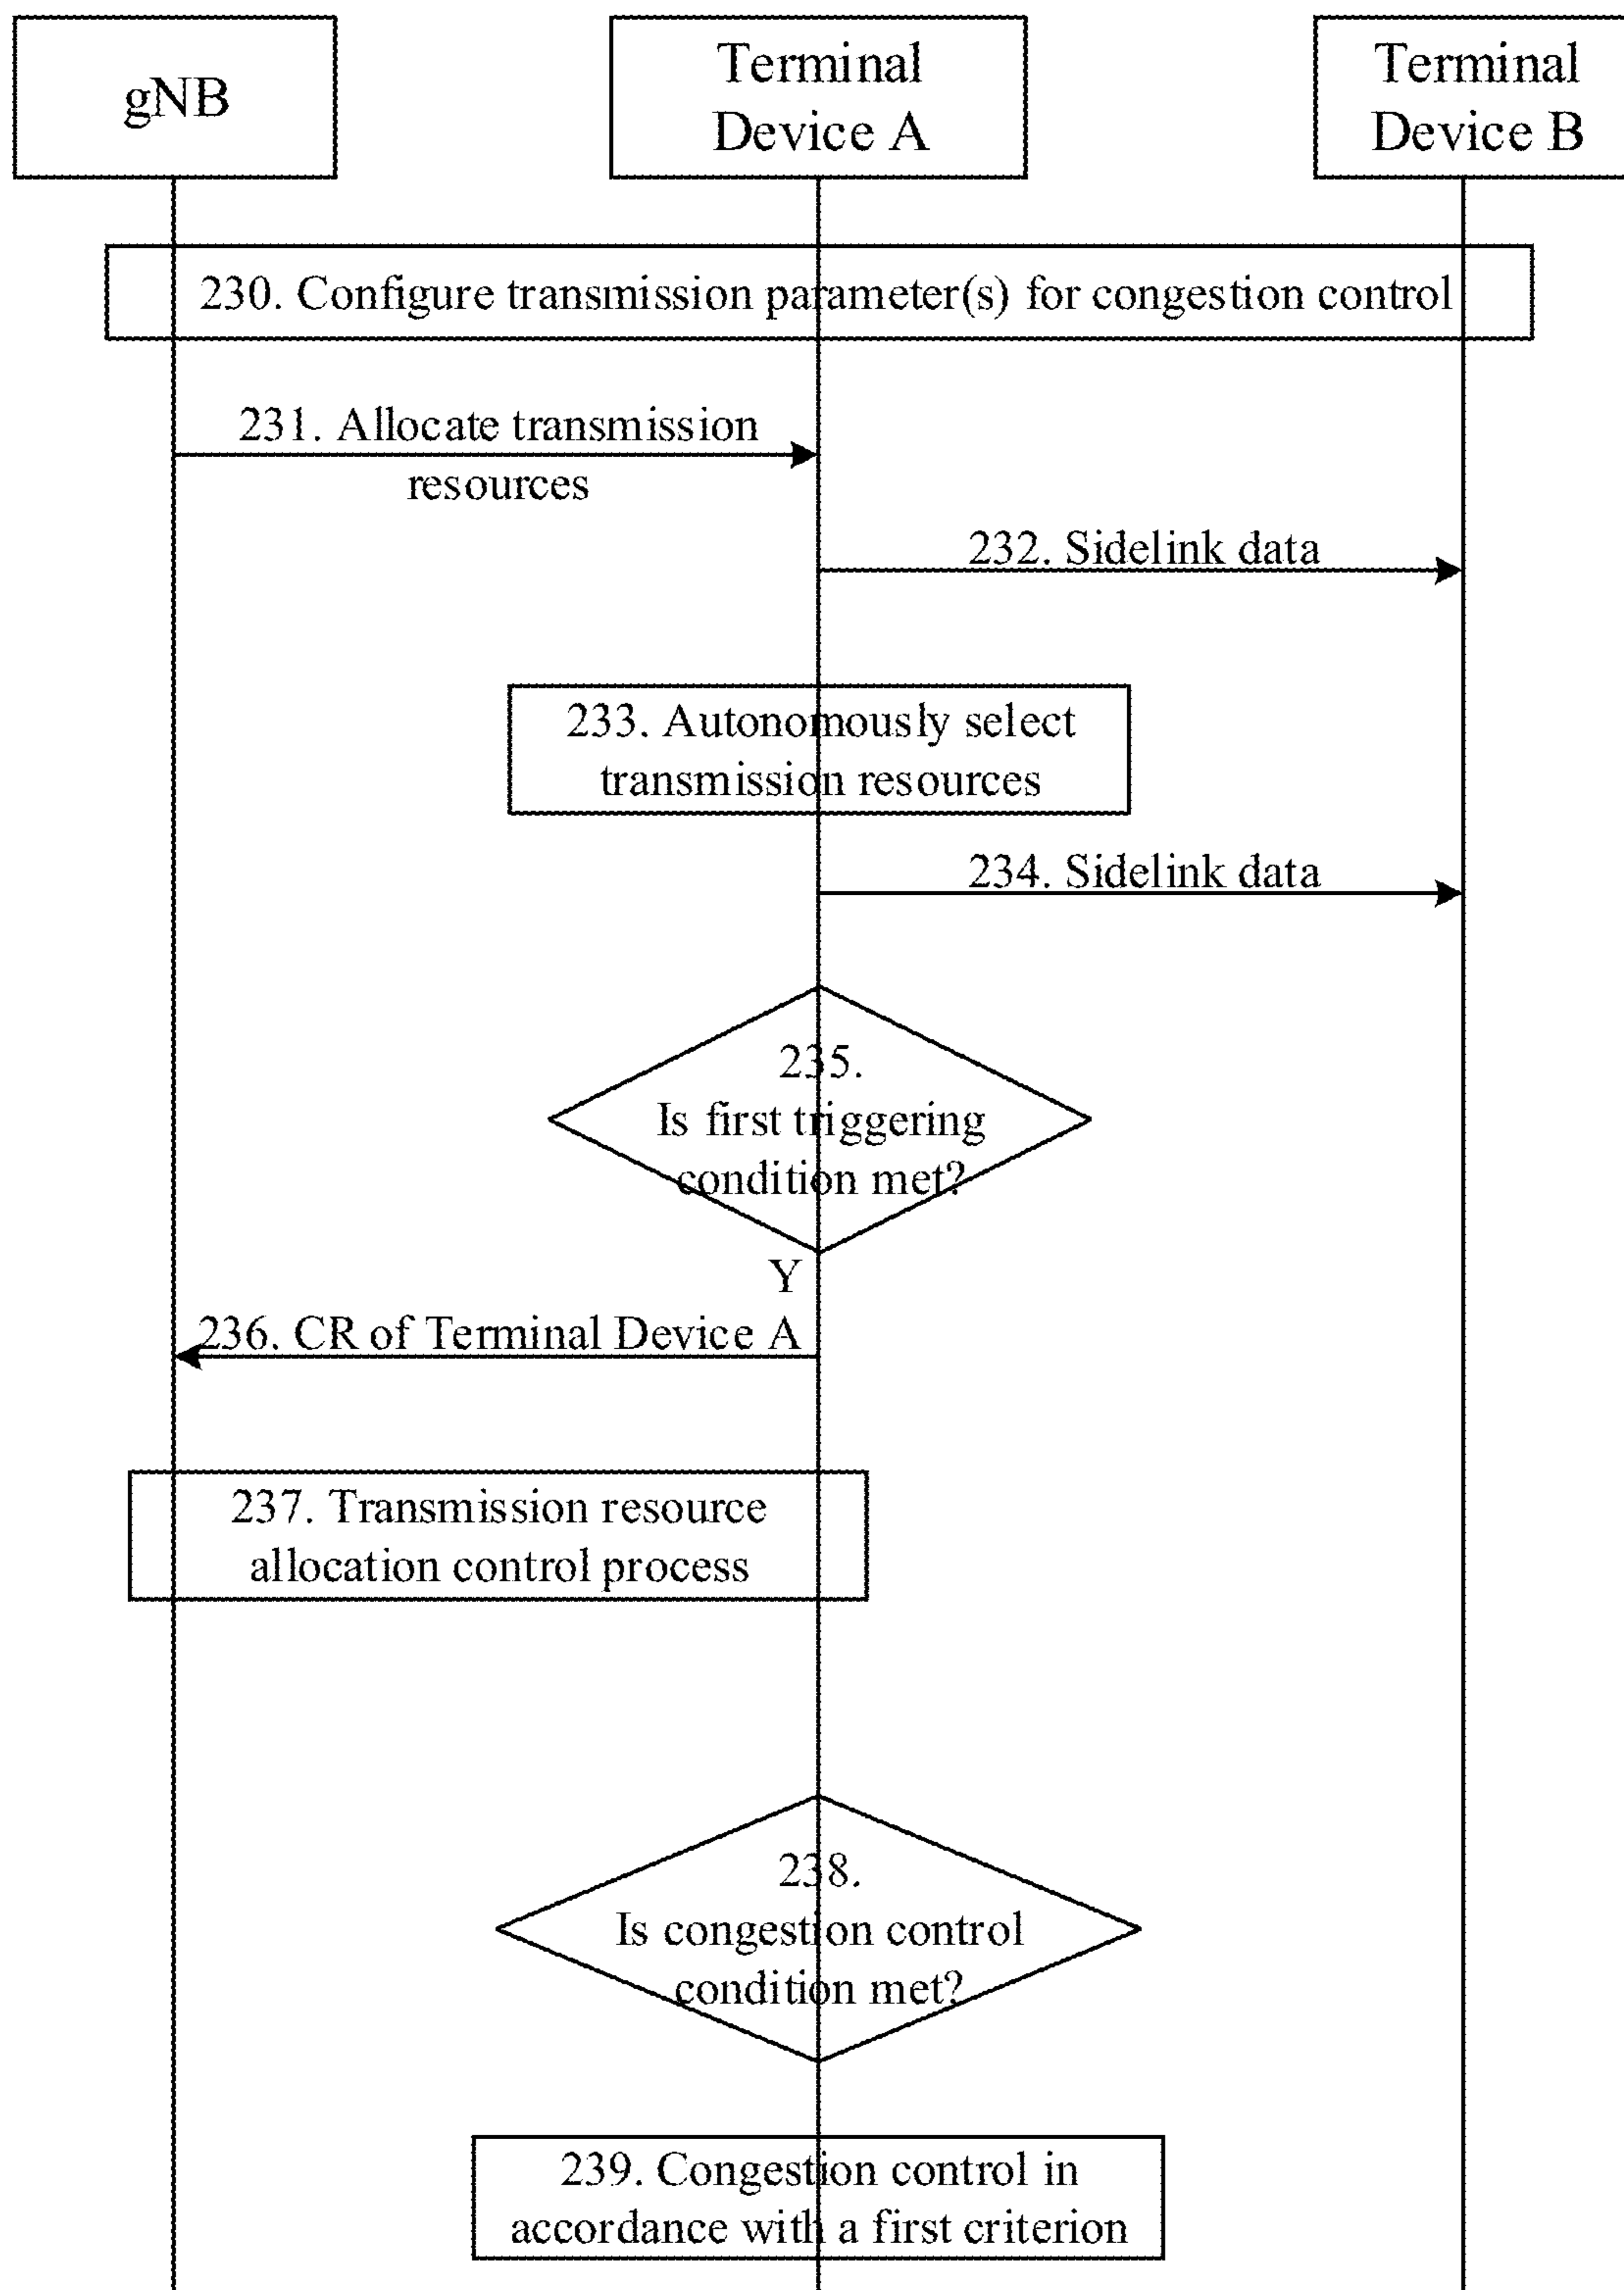 gNB
Terminal
Device A
Terminal
Device B
230. Configure transmission parameter(s) for congestion control
231. Allocate transmission
resources
232. Sidelink data
233. Autonomously select
transmission resources
234. Sidelink data
235.
Is first triggering
condition met?
Y
236. CR of Terminal Device A
237. Transmission resource
allocation control process
238.
Is congestion control
condition met?
239. Congestion control in
accordance with a first criterion